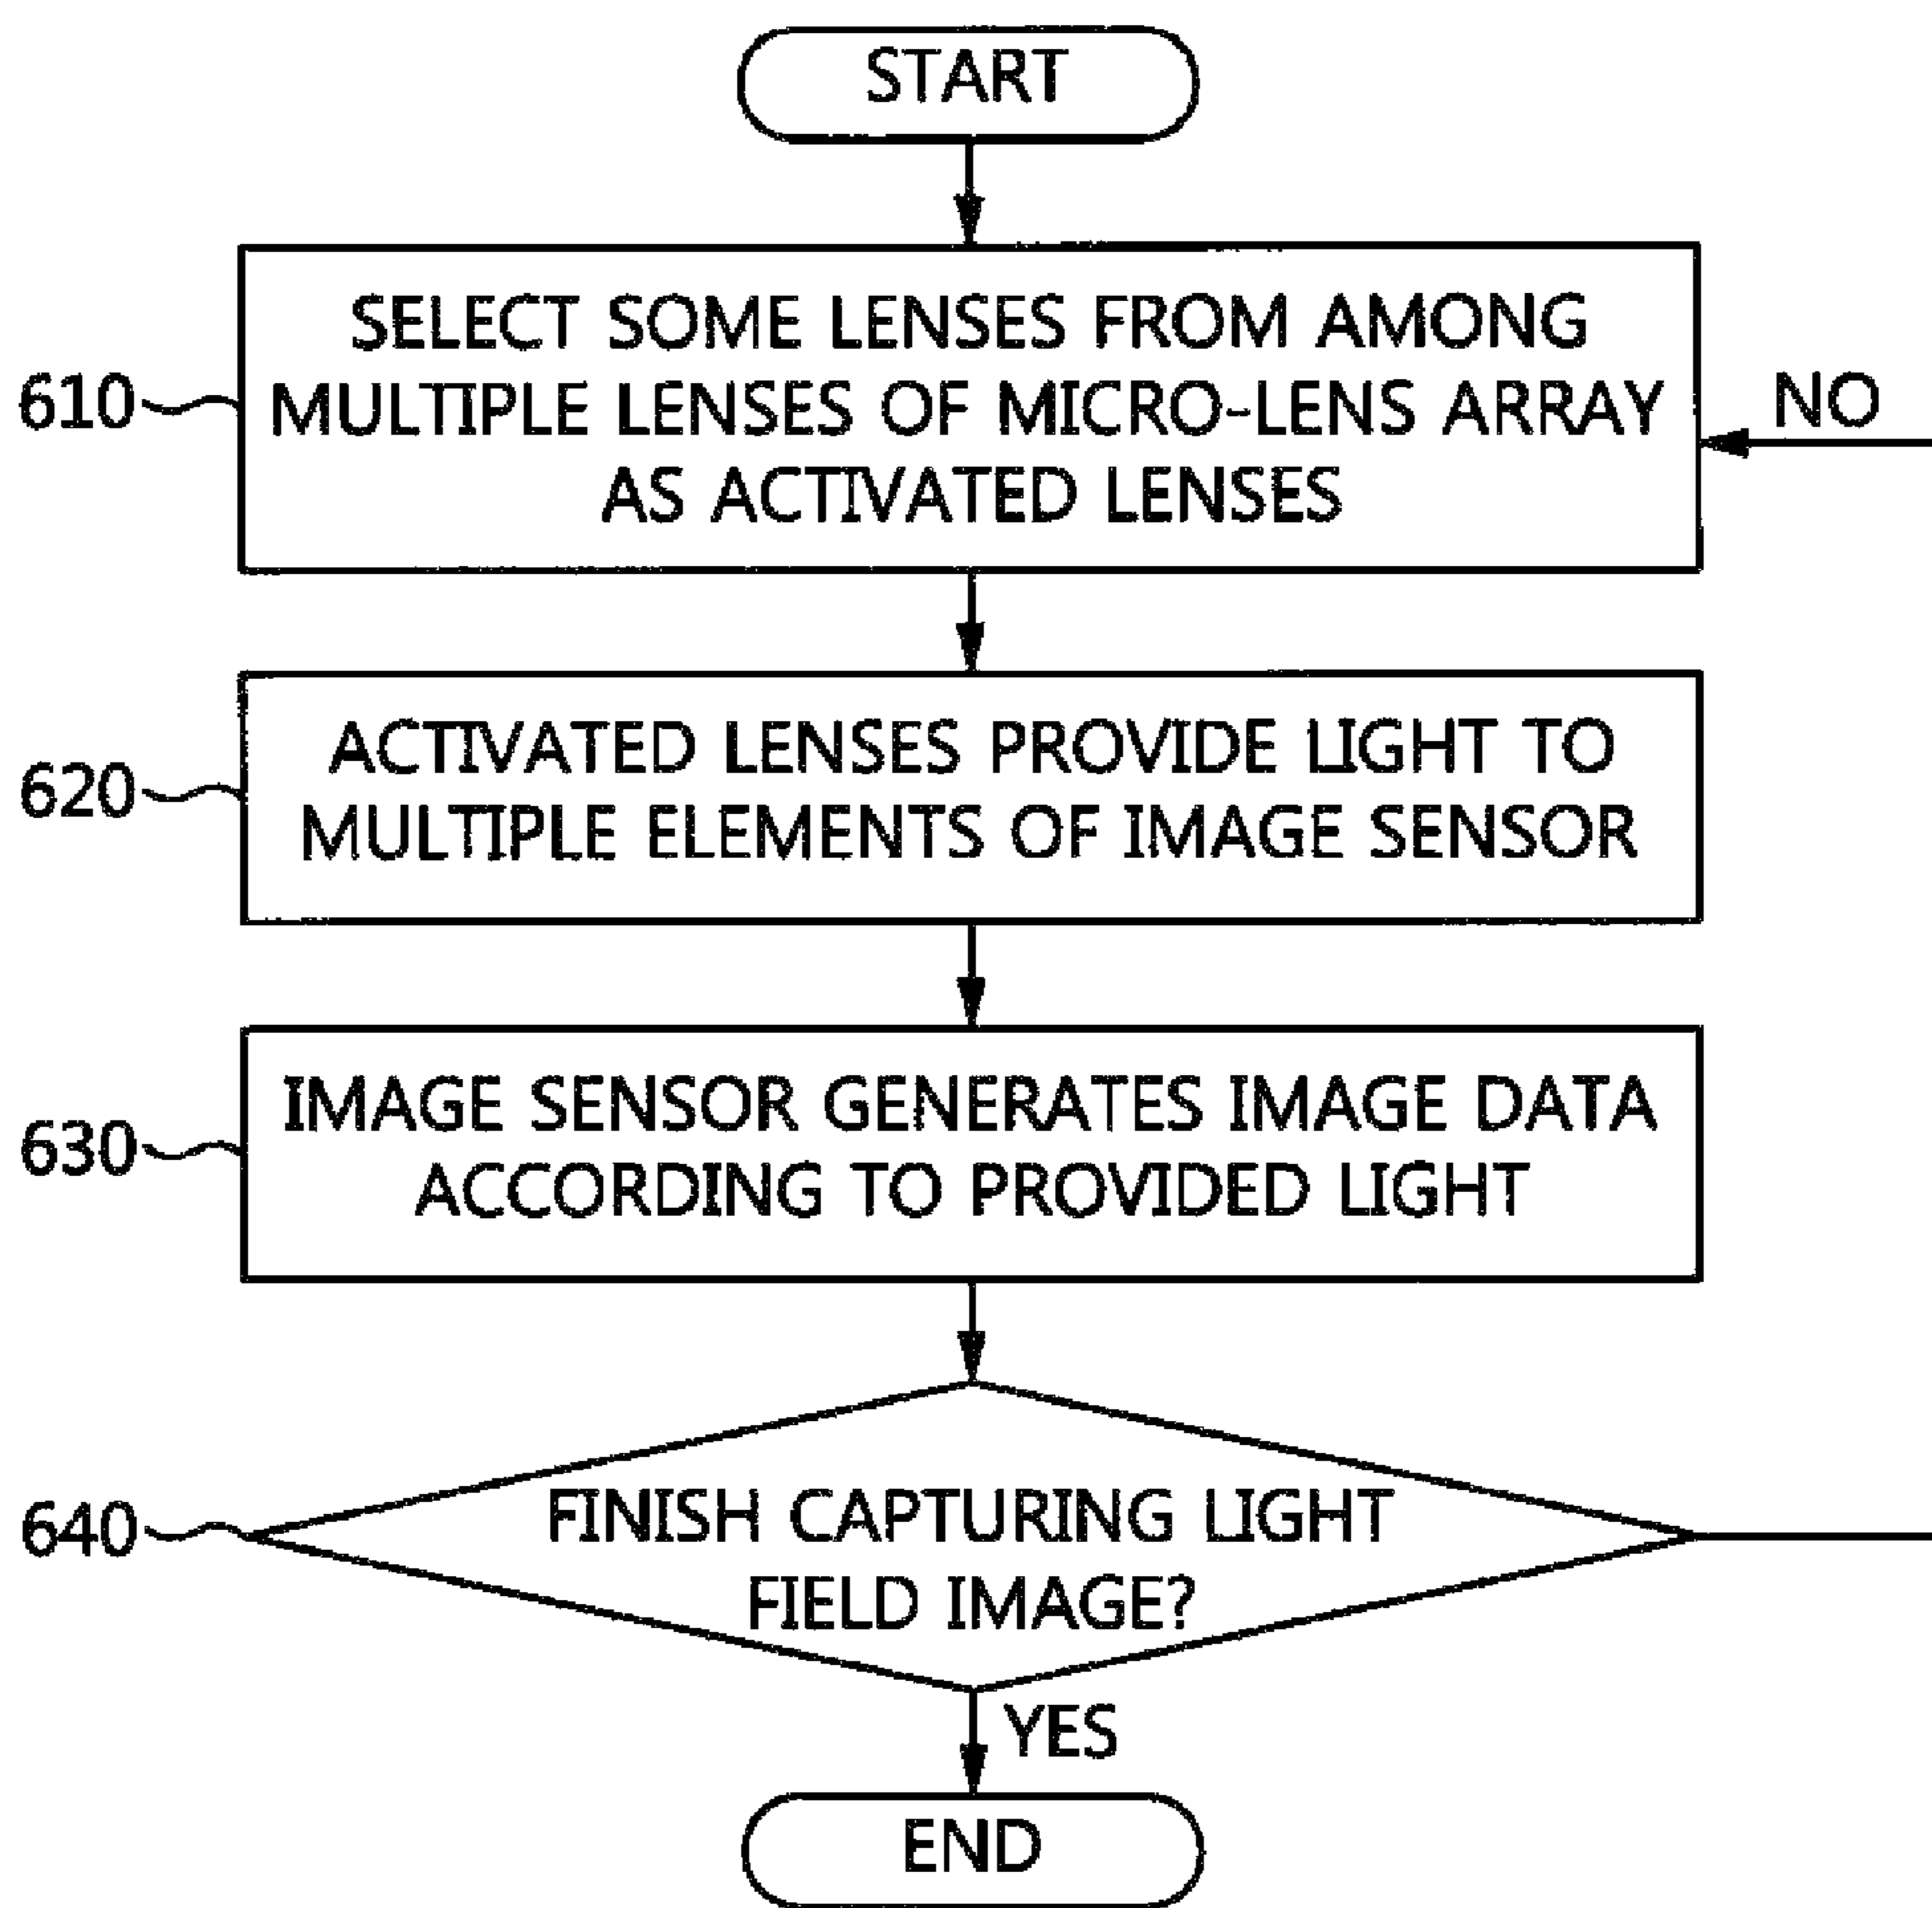 START
SELECT SOME LENSES FROM AMONG
MULTIPLE LENSES OF MICRO-LENS ARRAY
AS ACTIVATED LENSES
610
NO
ACTIVATED LENSES PROVIDE LIGHT TO
MULTIPLE ELEMENTS OF IMAGE SENSOR
620
IMAGE SENSOR GENERATES IMAGE DATA
ACCORDING TO PROVIDED LIGHT
630
FINISH CAPTURING LIGHT
FIELD IMAGE?
640
YES
END